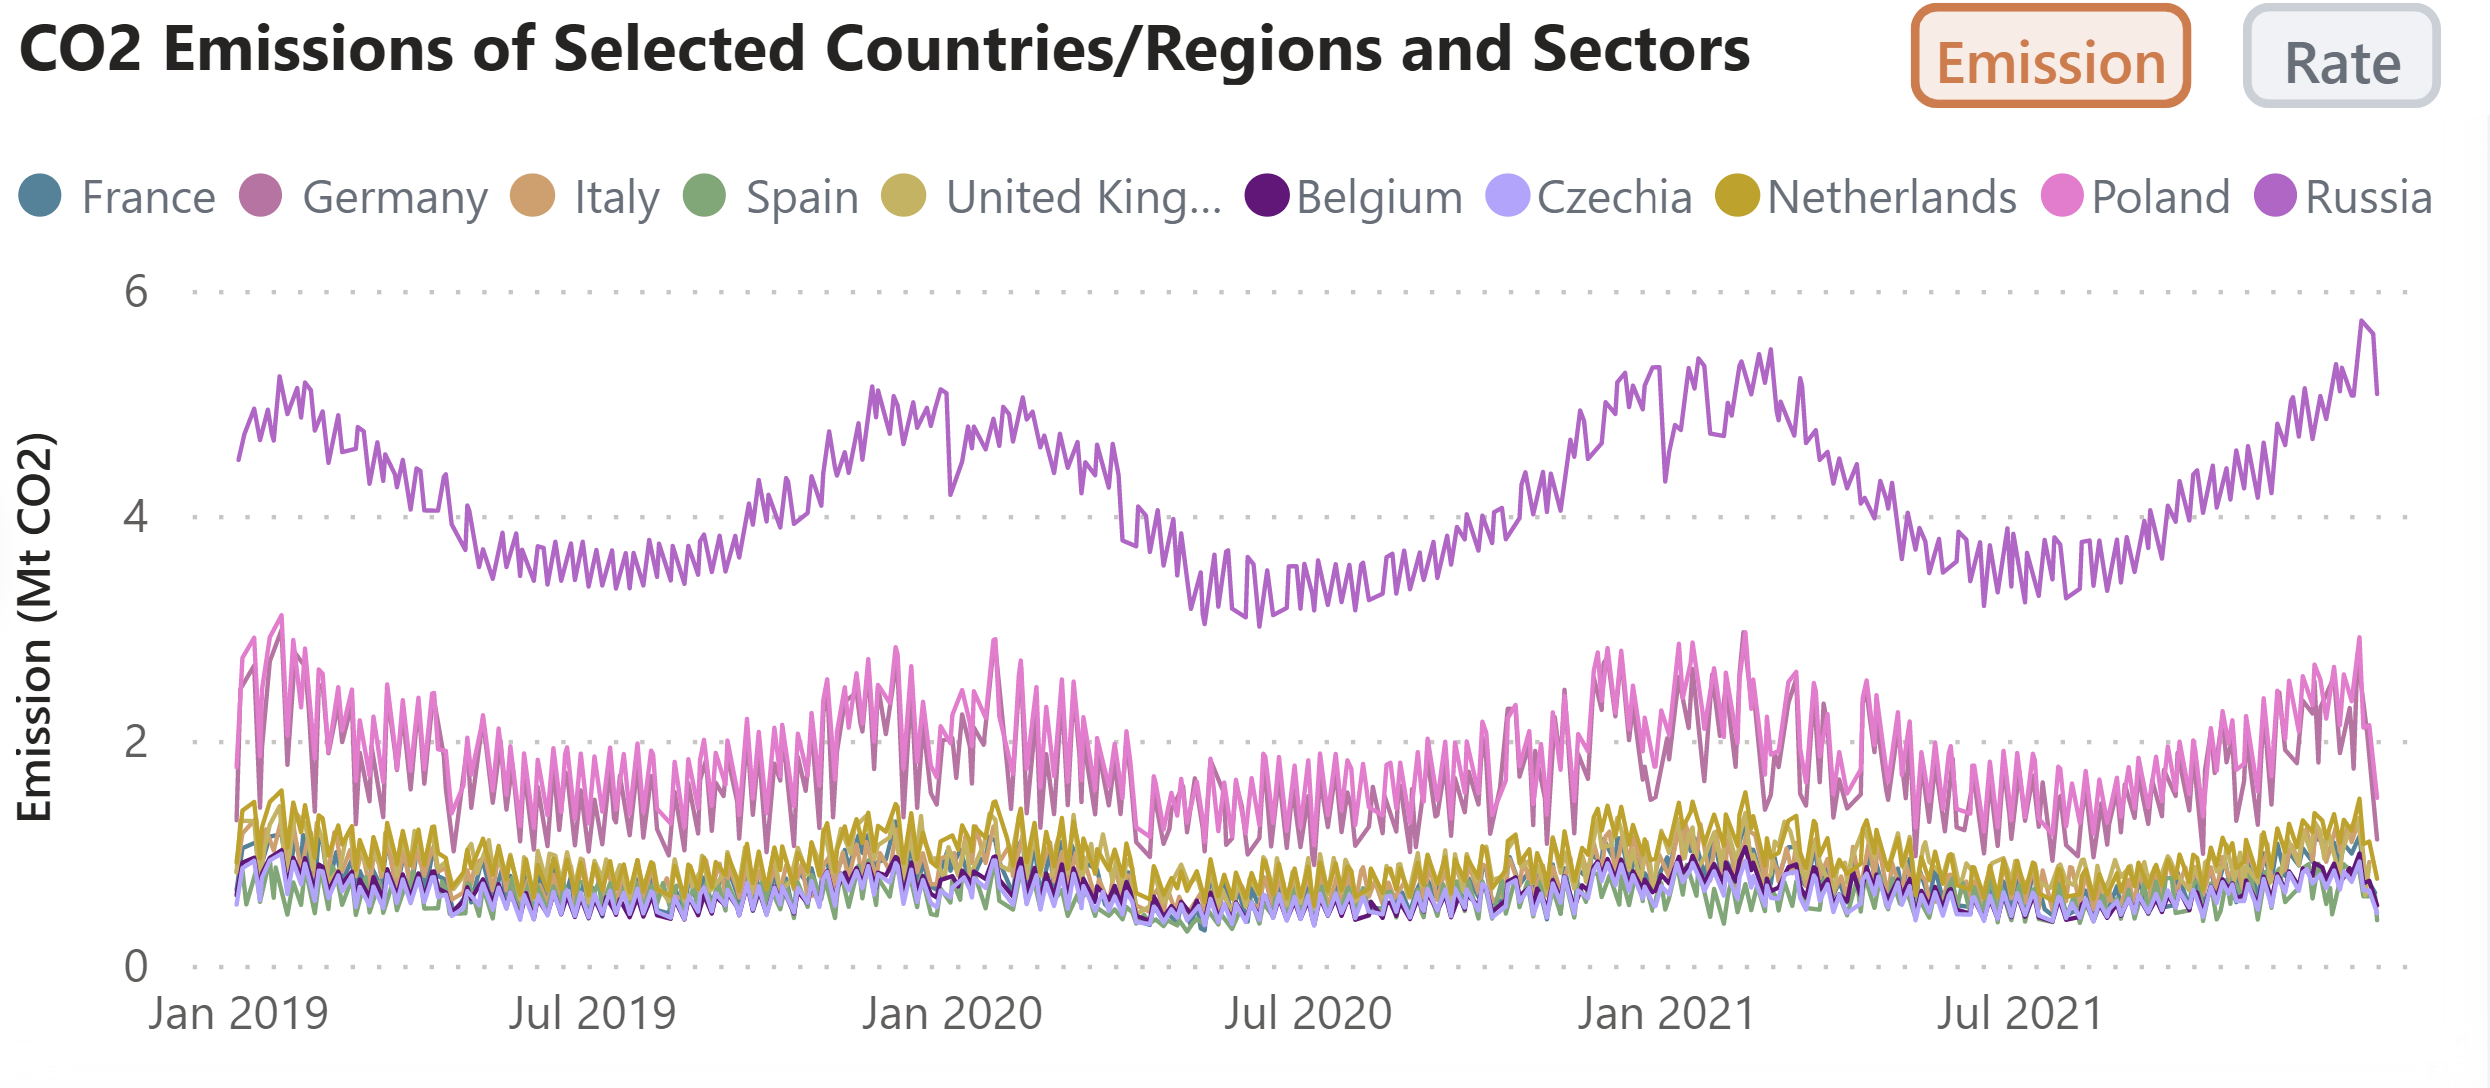 CO2 Emissions of Selected Countries/Regions and Sectors
Emission
Rate
France Germany Italy Spain United King... Belgium Czechia Netherlands Poland Russia
Emission (Mt CO2)
6
4
2
0
Jan 2019 Jul 2019 Jan 2020 Jul 2020 Jan 2021 Jul 2021